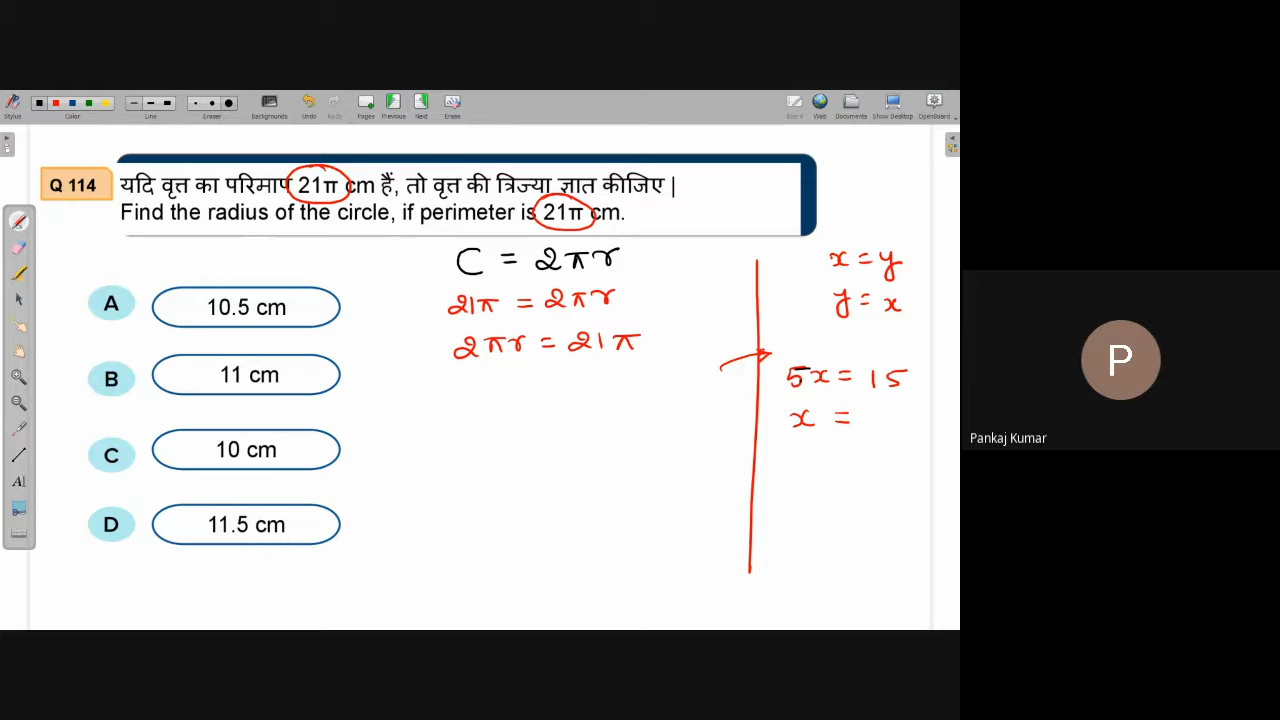 Stylus Color Line Eraser Backgrounds Undo Redo Pages Previous Next Erase Board Web Documents Show Desktop OpenBoard
Q 114
यदि वृत्त का परिमाप 21π cm हैं, तो वृत्त की त्रिज्या ज्ञात कीजिए |
Find the radius of the circle, if perimeter is 21π cm.
A 10.5 cm
B 11 cm
C 10 cm
D 11.5 cm
C = 2πr
21π = 2πr
2πr = 21π
x = y
y = x
5x = 15
x =
P
Pankaj Kumar